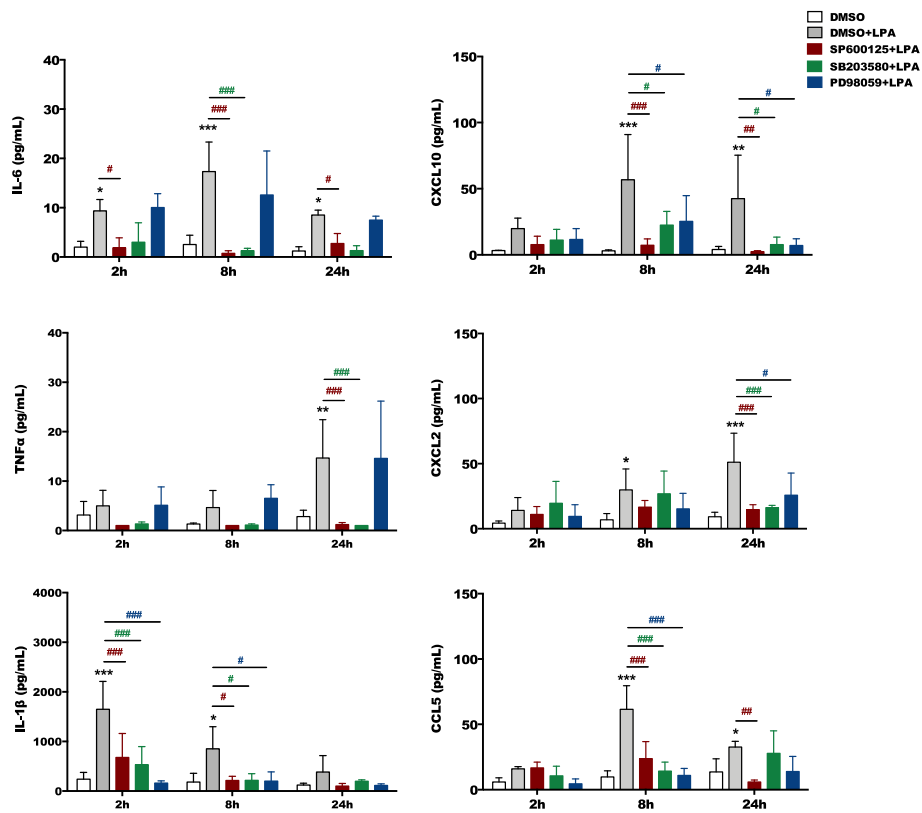 DMSO
DMSO+LPA
SP600125+LPA
SB203580+LPA
PD98059+LPA
IL-6 (pg/mL)
40
30
20
10
0
*
#
***
###
###
*
#
2h
8h
24h
CXCL10 (pg/mL)
150
100
50
0
***
###
#
#
**
##
#
#
2h
8h
24h
TNFα (pg/mL)
40
30
20
10
0
**
###
###
2h
8h
24h
CXCL2 (pg/mL)
150
100
50
0
*
***
###
###
#
2h
8h
24h
IL-1β (pg/mL)
4000
3000
2000
1000
0
***
###
###
###
*
#
#
#
2h
8h
24h
CCL5 (pg/mL)
150
100
50
0
***
###
###
###
*
##
2h
8h
24h